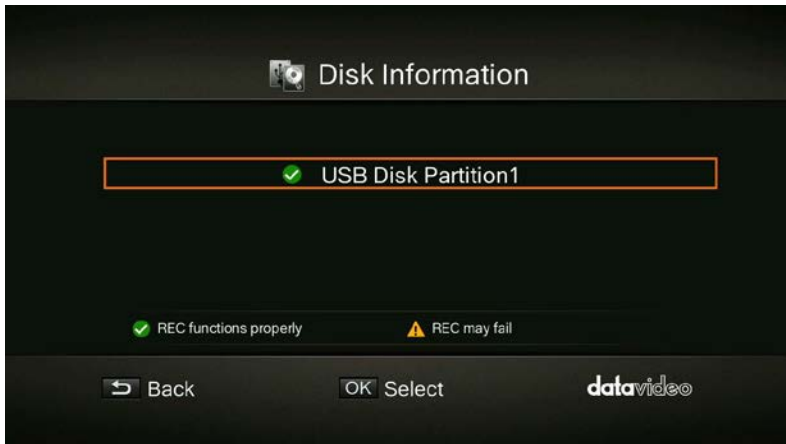 Disk Information
USB Disk Partition1
REC functions properly
REC may fail
Back
OK Select
datavideo